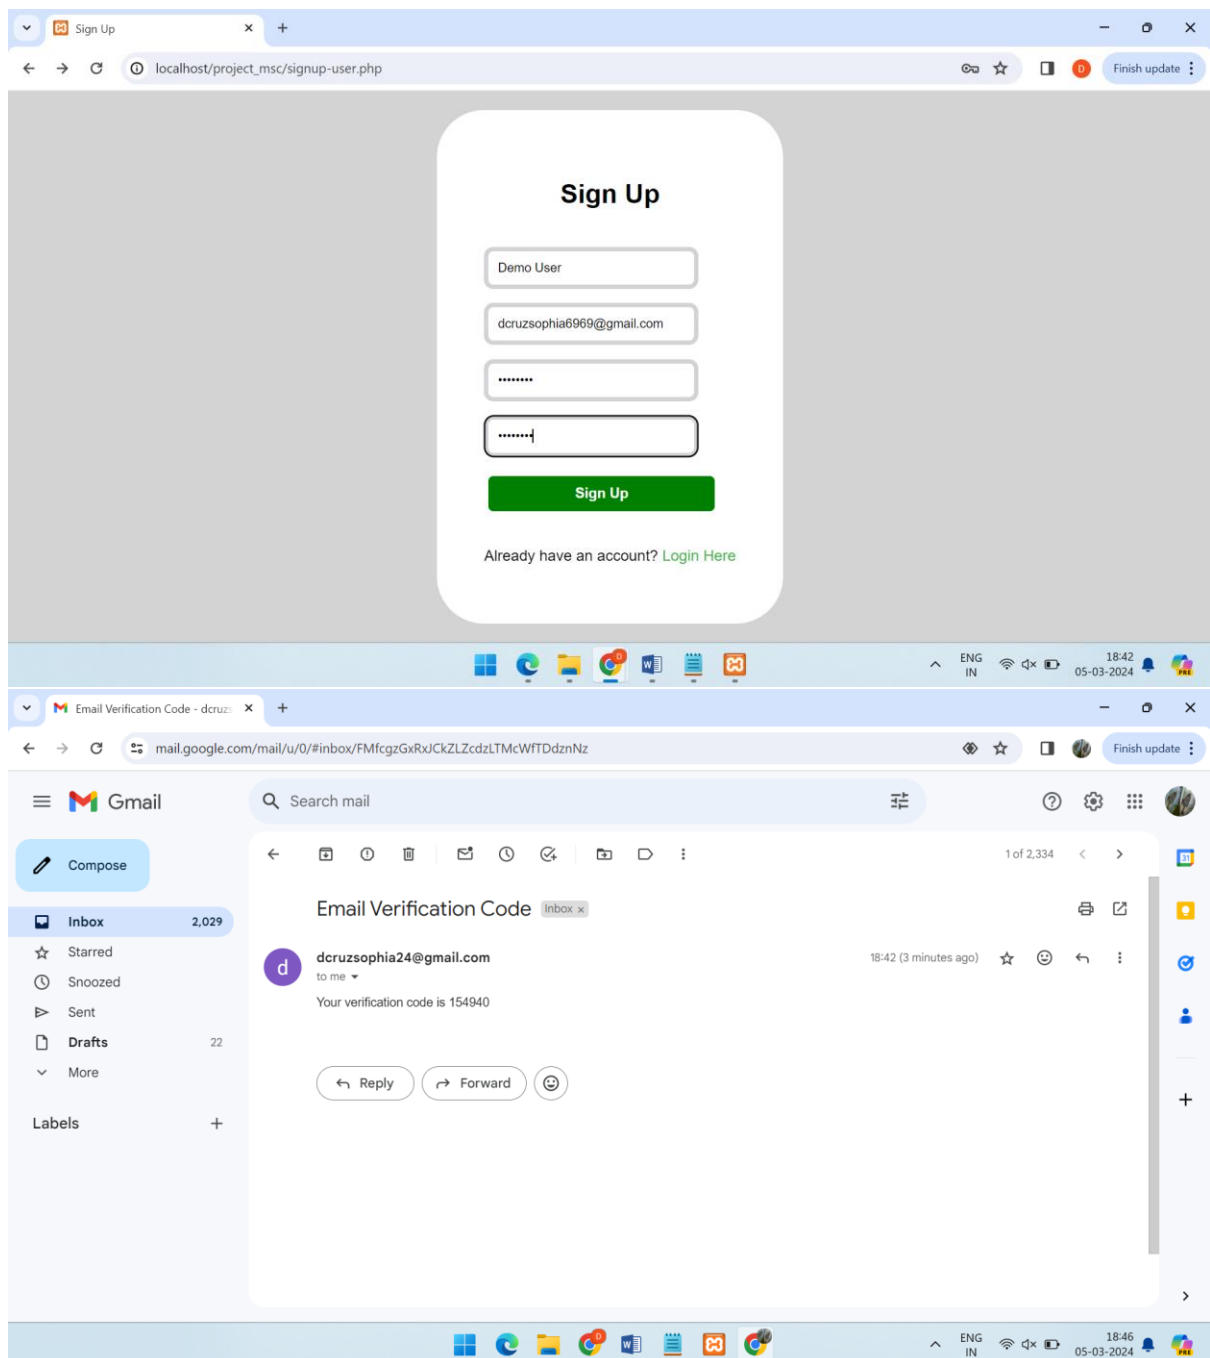 Sign Up
localhost/project_msc/signup-user.php
D
Finish update
Sign Up
Demo User
dcruzsophia6969@gmail.com
••••••••
••••••••
Sign Up
Already have an account? Login Here
D
W
ENG
IN
18:42
05-03-2024
PRE
Email Verification Code - dcruzs
mail.google.com/mail/u/0/#inbox/FMfcgzGxRxJCkZLZcdzLTMcWfTDdznNz
Finish update
Gmail
Search mail
Compose
1 of 2,334
31
Email Verification Code Inbox ×
Inbox 2,029
Starred
dcruzsophia24@gmail.com
18:42 (3 minutes ago)
d
to me
Snoozed
Your verification code is 154940
Sent
Drafts 22
More
Reply
Forward
Labels
D
W
ENG
IN
18:46
05-03-2024
PRE